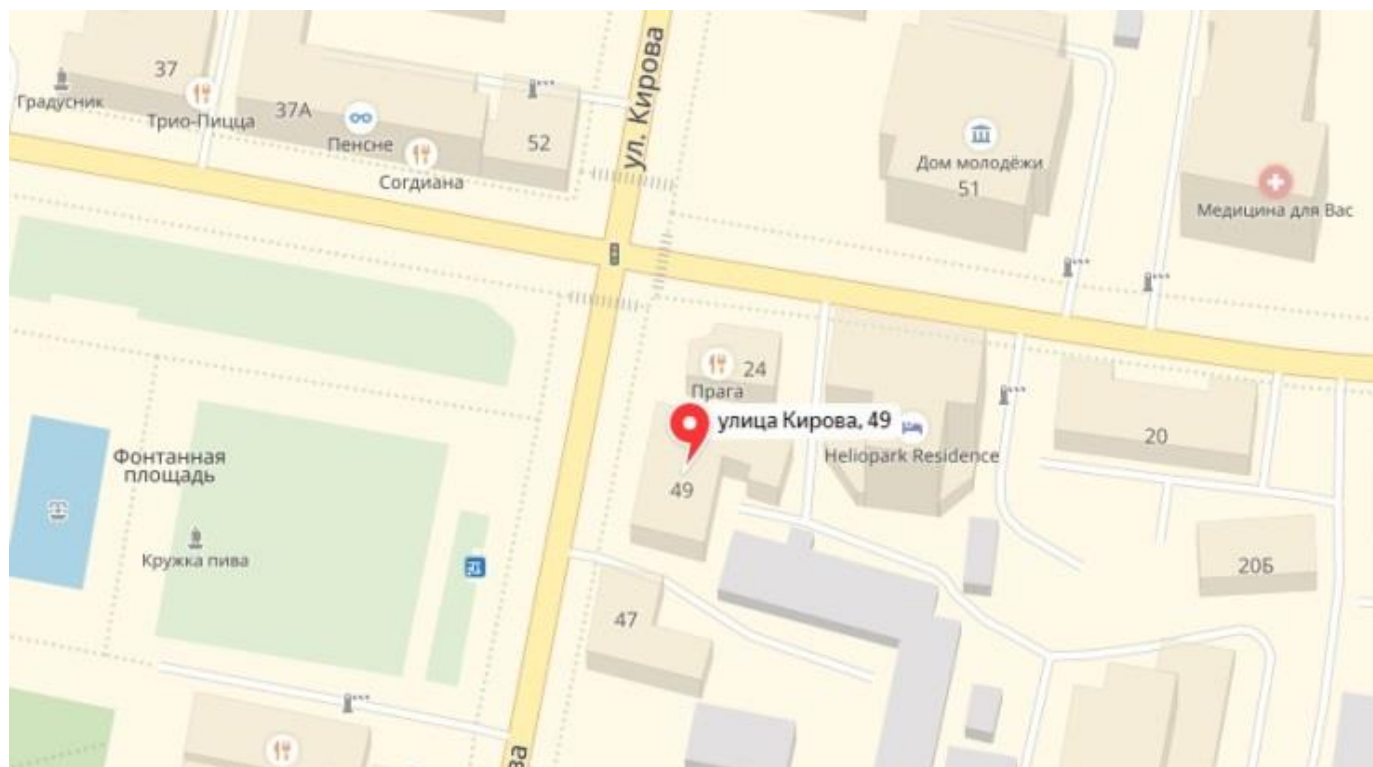 37
Градусник
Трио-Пицца
37А
Пенсне
Согдиана
52
ул. Кирова
Дом молодёжи
51
Медицина для Вас
24
Прага
улица Кирова, 49
49
Heliopark Residence
20
Фонтанная
площадь
Кружка пива
47
20Б
ва